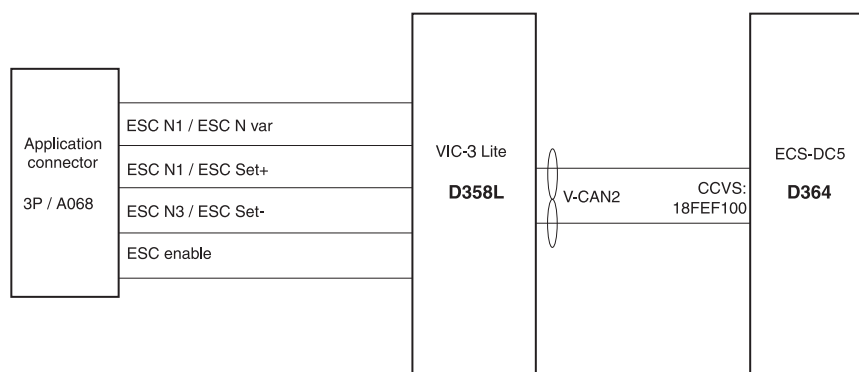 Application
connector
3P / A068
ESC N1 / ESC N var
ESC N1 / ESC Set+
ESC N3 / ESC Set-
ESC enable
VIC-3 Lite
D358L
V-CAN2
CCVS:
18FEF100
ECS-DC5
D364